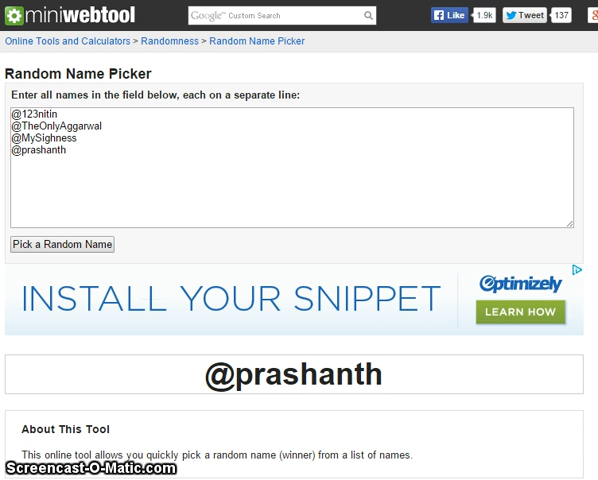 miniwebtool
Google™ Custom Search
Like 1.9k Tweet 137
Online Tools and Calculators > Randomness > Random Name Picker
Random Name Picker
Enter all names in the field below, each on a separate line:
@123nitin
@TheOnlyAggarwal
@MySighness
@prashanth
Pick a Random Name
INSTALL YOUR SNIPPET
Optimizely
LEARN HOW
@prashanth
About This Tool
This online tool allows you quickly pick a random name (winner) from a list of names.
Screencast-O-Matic.com